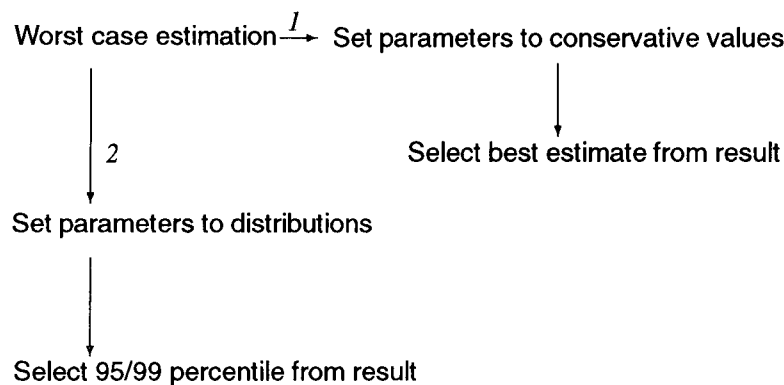 Worst case estimation
1
Set parameters to conservative values
Select best estimate from result
2
Set parameters to distributions
Select 95/99 percentile from result